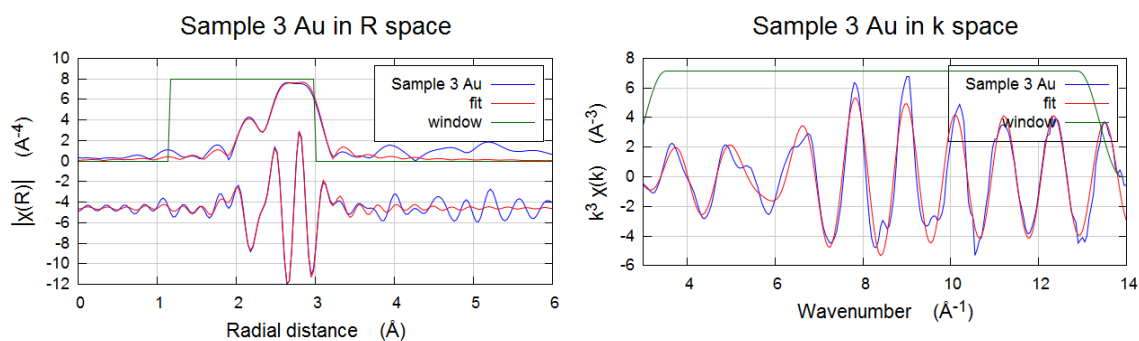 Sample 3 Au in R space
10
8
6
4
2
0
-2
-4
-6
-8
-10
-12
|χ(R)| (A⁻⁴)
Sample 3 Au
fit
window
0 1 2 3 4 5 6
Radial distance (Å)
Sample 3 Au in k space
8
6
4
2
0
-2
-4
-6
k³ χ(k) (A⁻³)
Sample 3 Au
fit
window
4 6 8 10 12 14
Wavenumber (Å⁻¹)